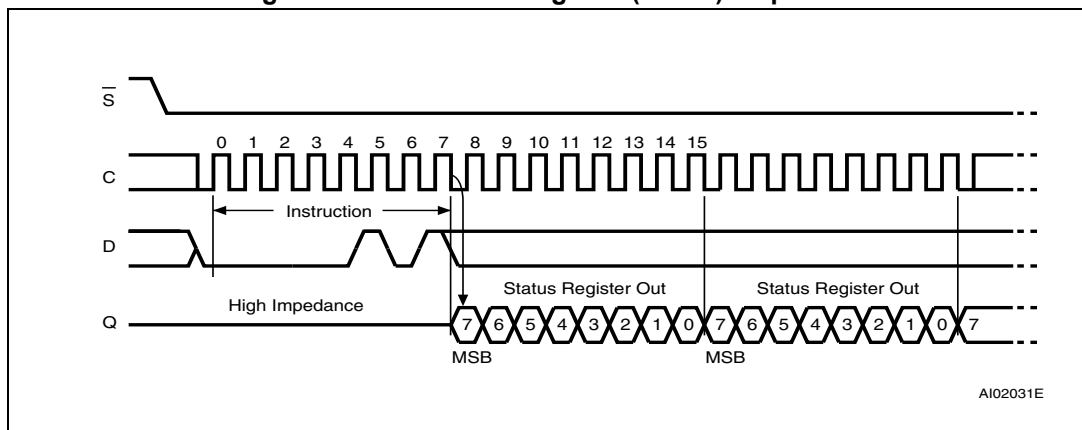 S
0 1 2 3 4 5 6 7 8 9 10 11 12 13 14 15
C
Instruction
D
Status Register Out Status Register Out
High Impedance
Q 7 6 5 4 3 2 1 0 7 6 5 4 3 2 1 0 7
MSB MSB
AI02031E